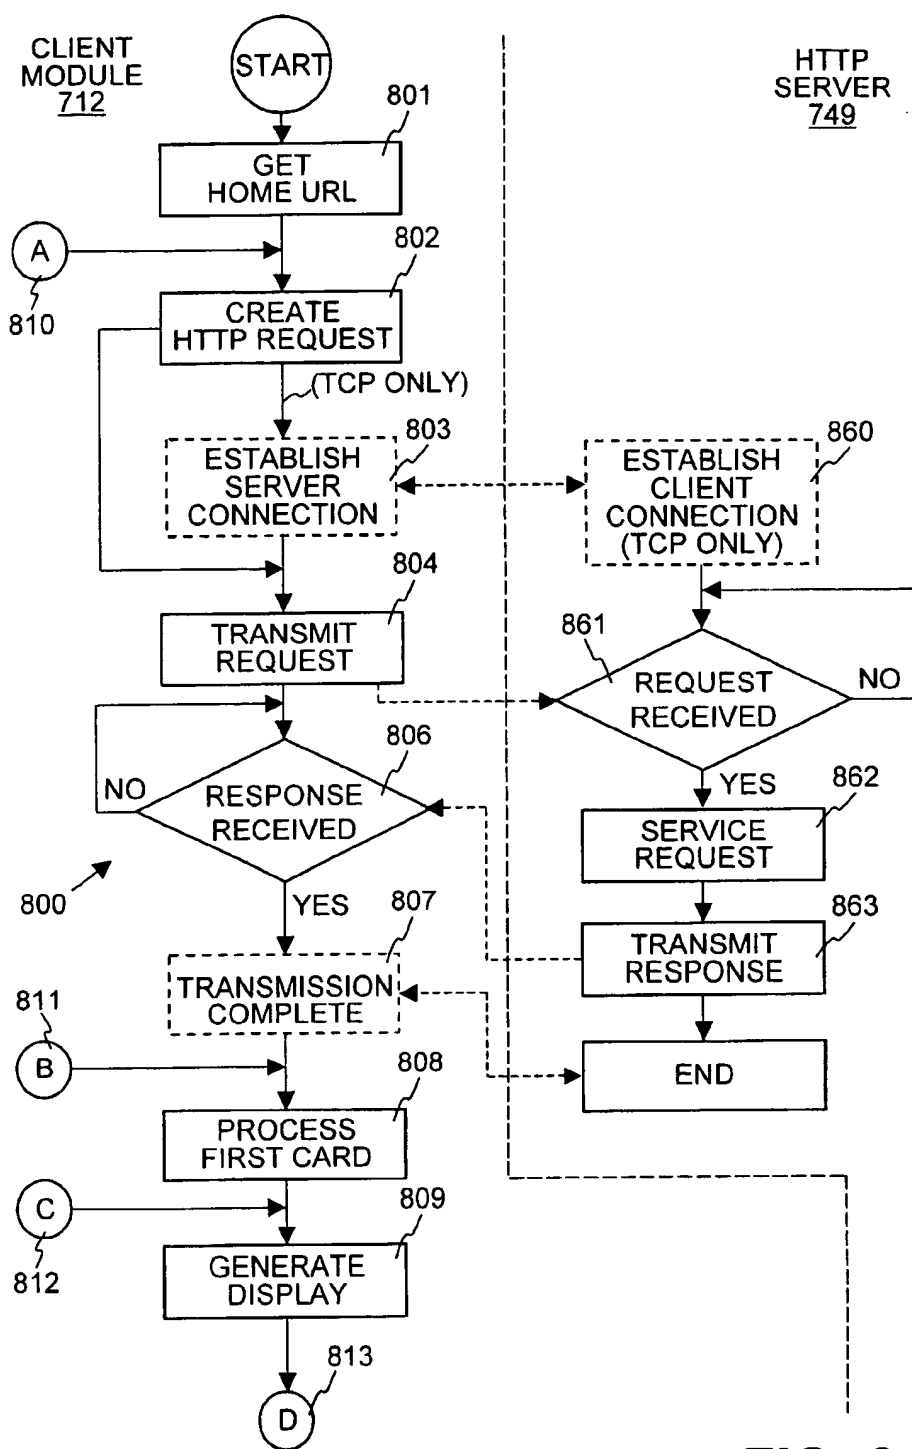 CLIENT
MODULE
712
START
HTTP
SERVER
749
801
GET
HOME URL
A
810
802
CREATE
HTTP REQUEST
(TCP ONLY)
803
ESTABLISH
SERVER
CONNECTION
860
ESTABLISH
CLIENT
CONNECTION
(TCP ONLY)
804
TRANSMIT
REQUEST
861
REQUEST
RECEIVED
NO
YES
806
RESPONSE
RECEIVED
NO
YES
800
862
SERVICE
REQUEST
863
TRANSMIT
RESPONSE
807
TRANSMISSION
COMPLETE
811
B
END
808
PROCESS
FIRST CARD
C
812
809
GENERATE
DISPLAY
813
D